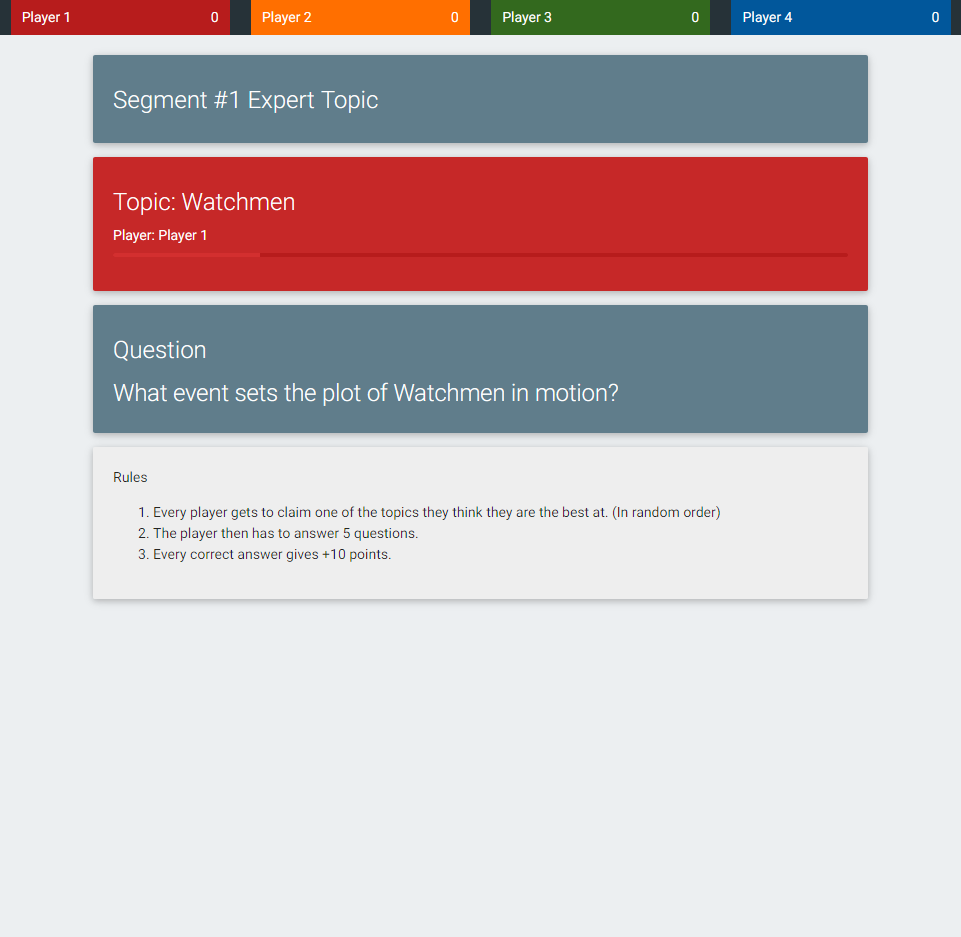 Player 1 0 Player 2 0 Player 3 0 Player 4 0
Segment #1 Expert Topic
Topic: Watchmen
Player: Player 1
Question
What event sets the plot of Watchmen in motion?
Rules
1. Every player gets to claim one of the topics they think they are the best at. (In random order)
2. The player then has to answer 5 questions.
3. Every correct answer gives +10 points.